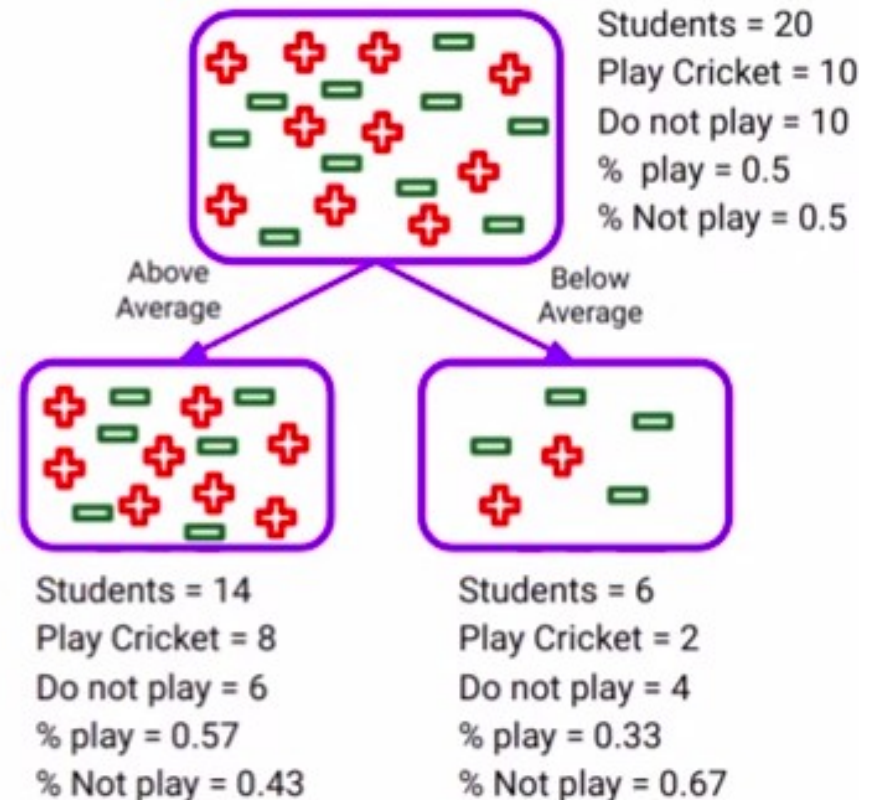 Students = 20
Play Cricket = 10
Do not play = 10
% play = 0.5
% Not play = 0.5
Above
Average
Below
Average
Students = 14
Play Cricket = 8
Do not play = 6
% play = 0.57
% Not play = 0.43
Students = 6
Play Cricket = 2
Do not play = 4
% play = 0.33
% Not play = 0.67